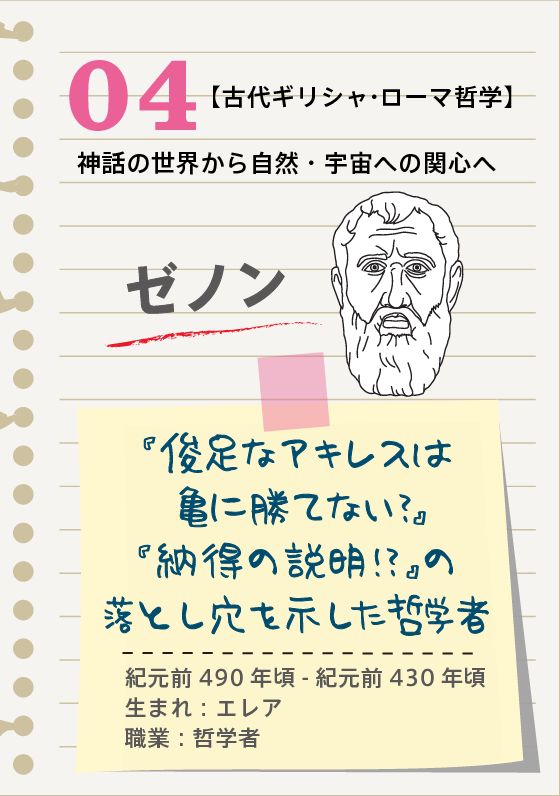 04【古代ギリシャ・ローマ哲学】
神話の世界から自然・宇宙への関心へ
ゼノン
『俊足なアキレスは
亀に勝てない?』
『納得の説明!?』の
落とし穴を示した哲学者
紀元前 490 年頃 - 紀元前 430 年頃
生まれ：エレア
職業：哲学者